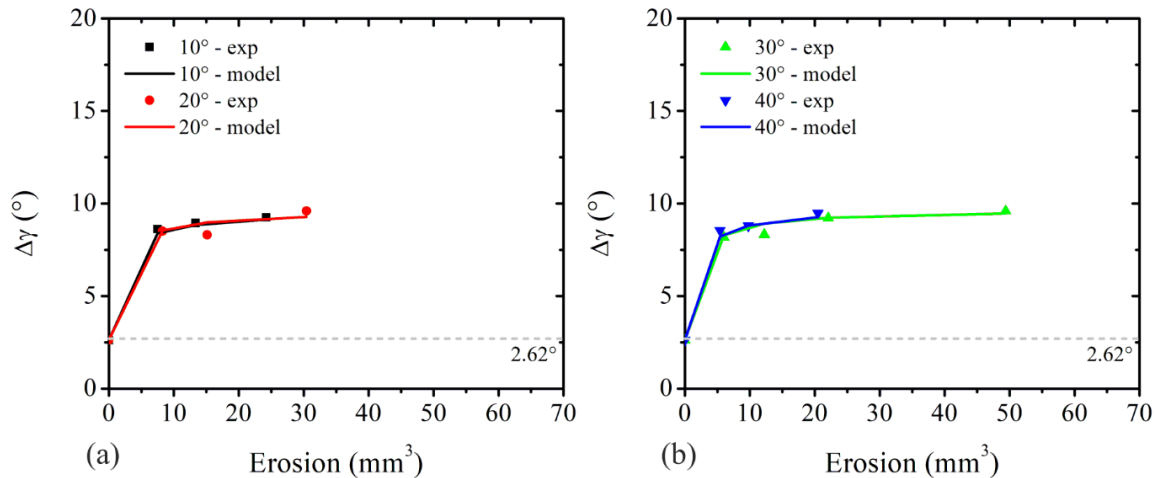 20
15
10
5
0
Δγ (°)
10° - exp
10° - model
20° - exp
20° - model
2.62°
0 10 20 30 40 50 60 70
(a)
Erosion (mm³)
20
15
10
5
0
Δγ (°)
30° - exp
30° - model
40° - exp
40° - model
2.62°
0 10 20 30 40 50 60 70
(b)
Erosion (mm³)